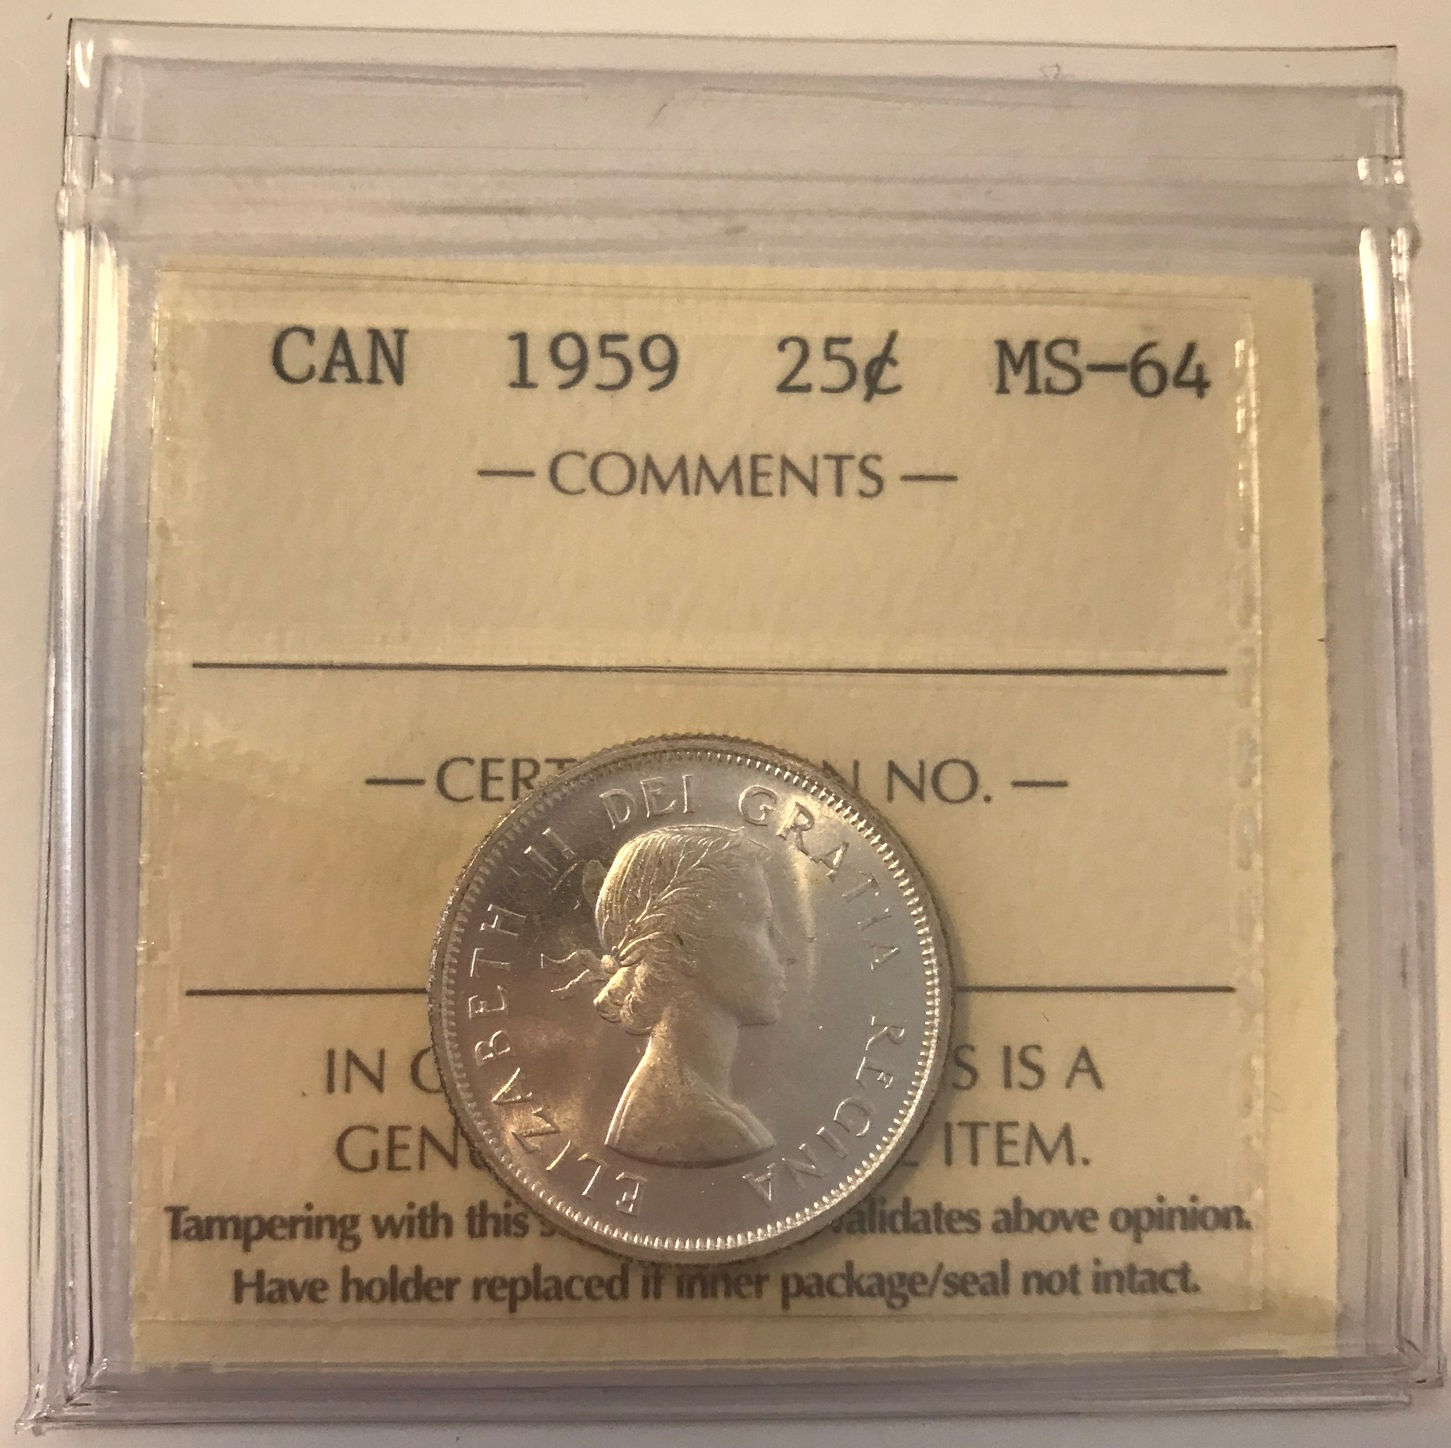 CAN 1959 25¢ MS-64
— COMMENTS —
— CERT N NO. —
ELIZABETH II DEI GRATIA REGINA
IN S IS A
GEN ITEM.
Tampering with this alidates above opinion.
Have holder replaced if inner package/seal not intact.